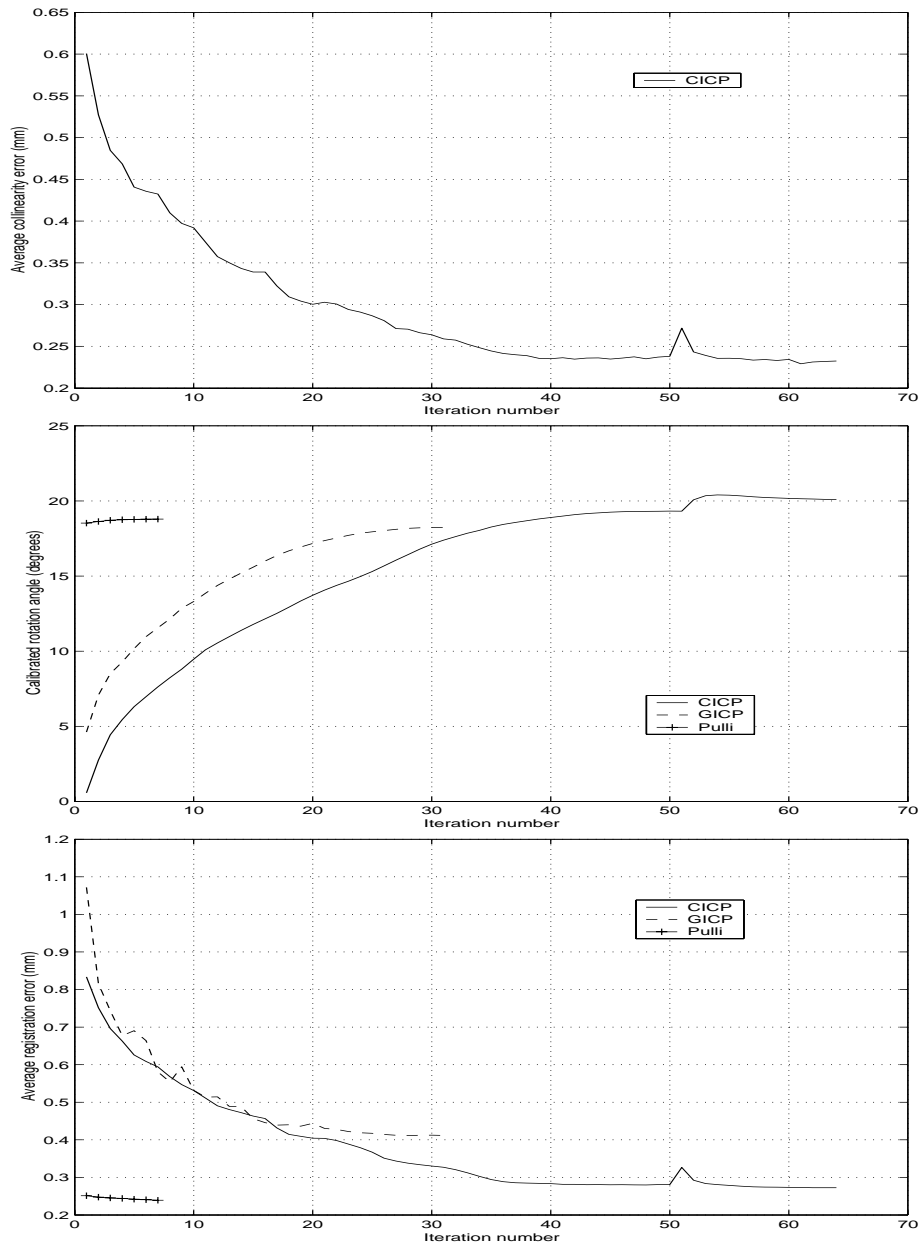 0.65
0.6
0.55
0.5
0.45
0.4
0.35
0.3
0.25
0.2
Average collinearity error (mm)
CICP
0 10 20 30 40 50 60 70
Iteration number
25
20
15
10
5
0
Calibrated rotation angle (degrees)
CICP
GICP
Pulli
0 10 20 30 40 50 60 70
Iteration number
1.2
1.1
1
0.9
0.8
0.7
0.6
0.5
0.4
0.3
0.2
Average registration error (mm)
CICP
GICP
Pulli
0 10 20 30 40 50 60 70
Iteration number